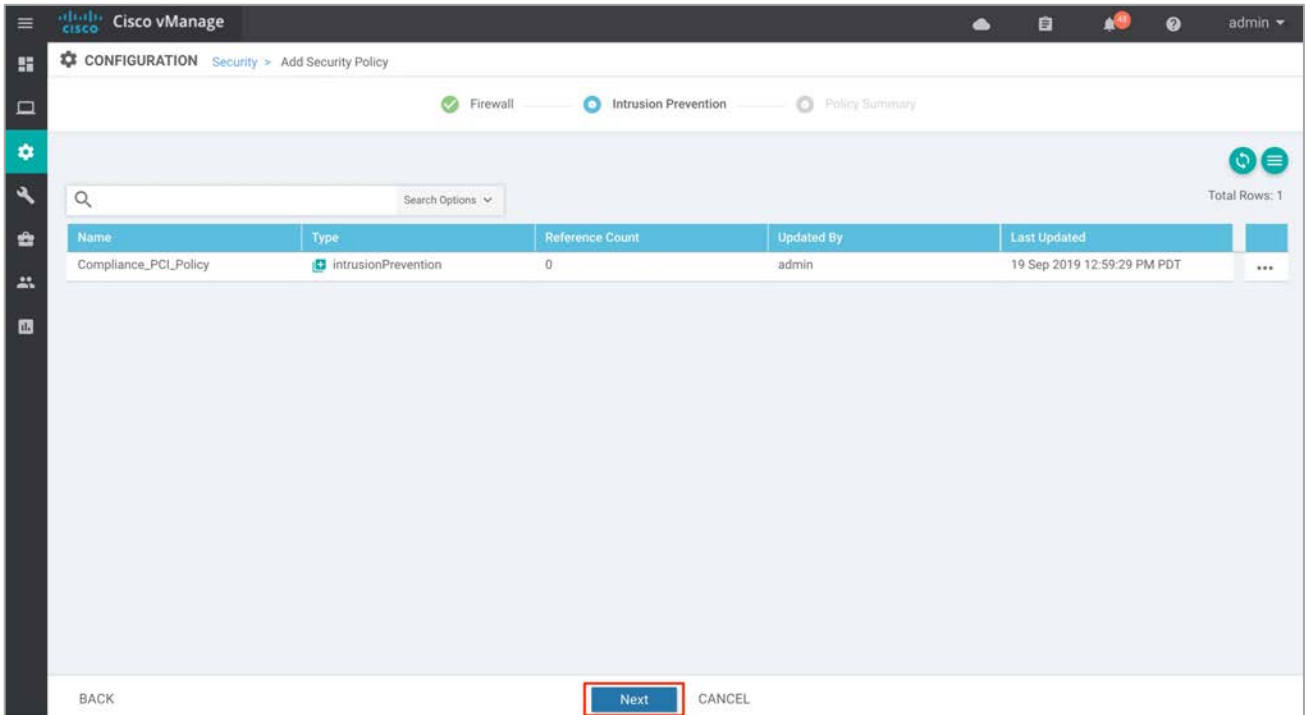 cisco Cisco vManage 48 admin
CONFIGURATION Security > Add Security Policy
Firewall Intrusion Prevention Policy Summary
Search Options Total Rows: 1
Name Type Reference Count Updated By Last Updated
Compliance_PCI_Policy intrusionPrevention 0 admin 19 Sep 2019 12:59:29 PM PDT
BACK Next CANCEL